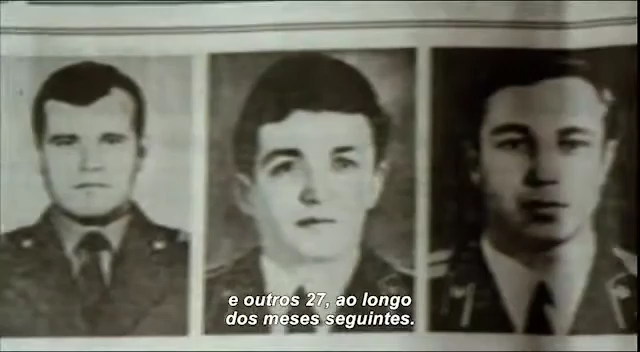 e outros 27, ao longo
dos meses seguintes.